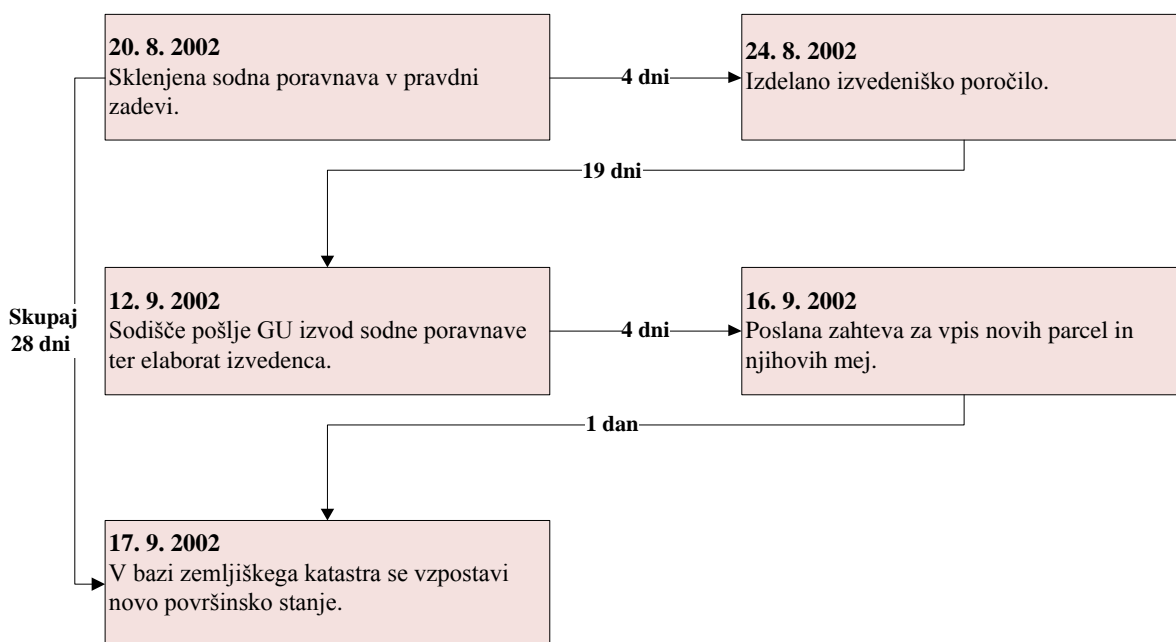 20. 8. 2002
Sklenjena sodna poravnava v pravdni
zadevi.
4 dni
24. 8. 2002
Izdelano izvedeniško poročilo.
19 dni
12. 9. 2002
Sodišče pošlje GU izvod sodne poravnave
ter elaborat izvedenca.
4 dni
16. 9. 2002
Poslana zahteva za vpis novih parcel in
njihovih mej.
Skupaj
28 dni
1 dan
17. 9. 2002
V bazi zemljiškega katastra se vzpostavi
novo površinsko stanje.